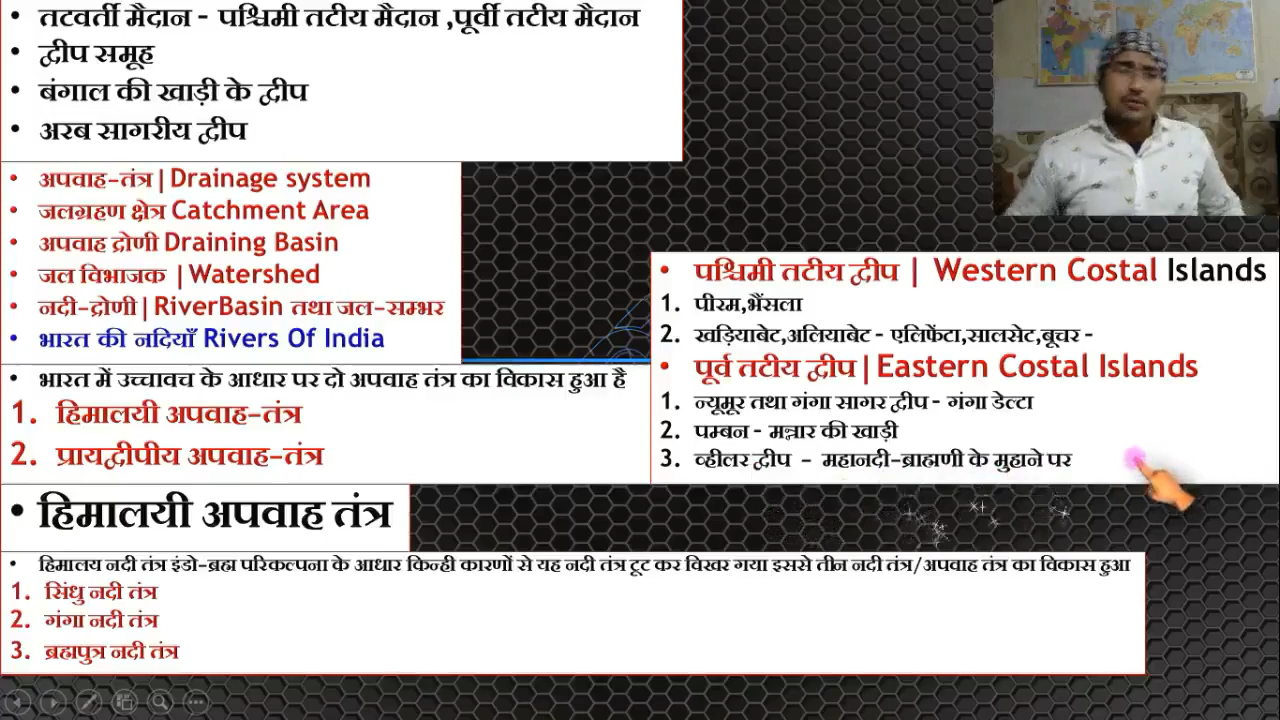 • तटवर्ती मैदान - पश्चिमी तटीय मैदान ,पूर्वी तटीय मैदान
• द्वीप समूह
• बंगाल की खाड़ी के द्वीप
• अरब सागरीय द्वीप
• अपवाह-तंत्र | Drainage system
• जलग्रहण क्षेत्र Catchment Area
• अपवाह द्रोणी Draining Basin
• जल विभाजक | Watershed
• नदी-द्रोणी | RiverBasin तथा जल-सम्भर
• भारत की नदियाँ Rivers Of India
• भारत में उच्चावच के आधार पर दो अपवाह तंत्र का विकास हुआ है
1. हिमालयी अपवाह-तंत्र
2. प्रायद्वीपीय अपवाह-तंत्र
• पश्चिमी तटीय द्वीप | Western Costal Islands
1. पीरम,भैंसला
2. खड़ियाबेट,अलियाबेट - एलिफेंटा,सालसेट,बूचर -
• पूर्व तटीय द्वीप | Eastern Costal Islands
1. न्यूमूर तथा गंगा सागर द्वीप - गंगा डेल्टा
2. पम्बन - मन्नार की खाड़ी
3. व्हीलर द्वीप - महानदी-ब्राह्मणी के मुहाने पर
• हिमालयी अपवाह तंत्र
• हिमालय नदी तंत्र इंडो-ब्रह्म परिकल्पना के आधार किन्ही कारणों से यह नदी तंत्र टूट कर बिखर गया इससे तीन नदी तंत्र/अपवाह तंत्र का विकास हुआ
1. सिंधु नदी तंत्र
2. गंगा नदी तंत्र
3. ब्रह्मपुत्र नदी तंत्र